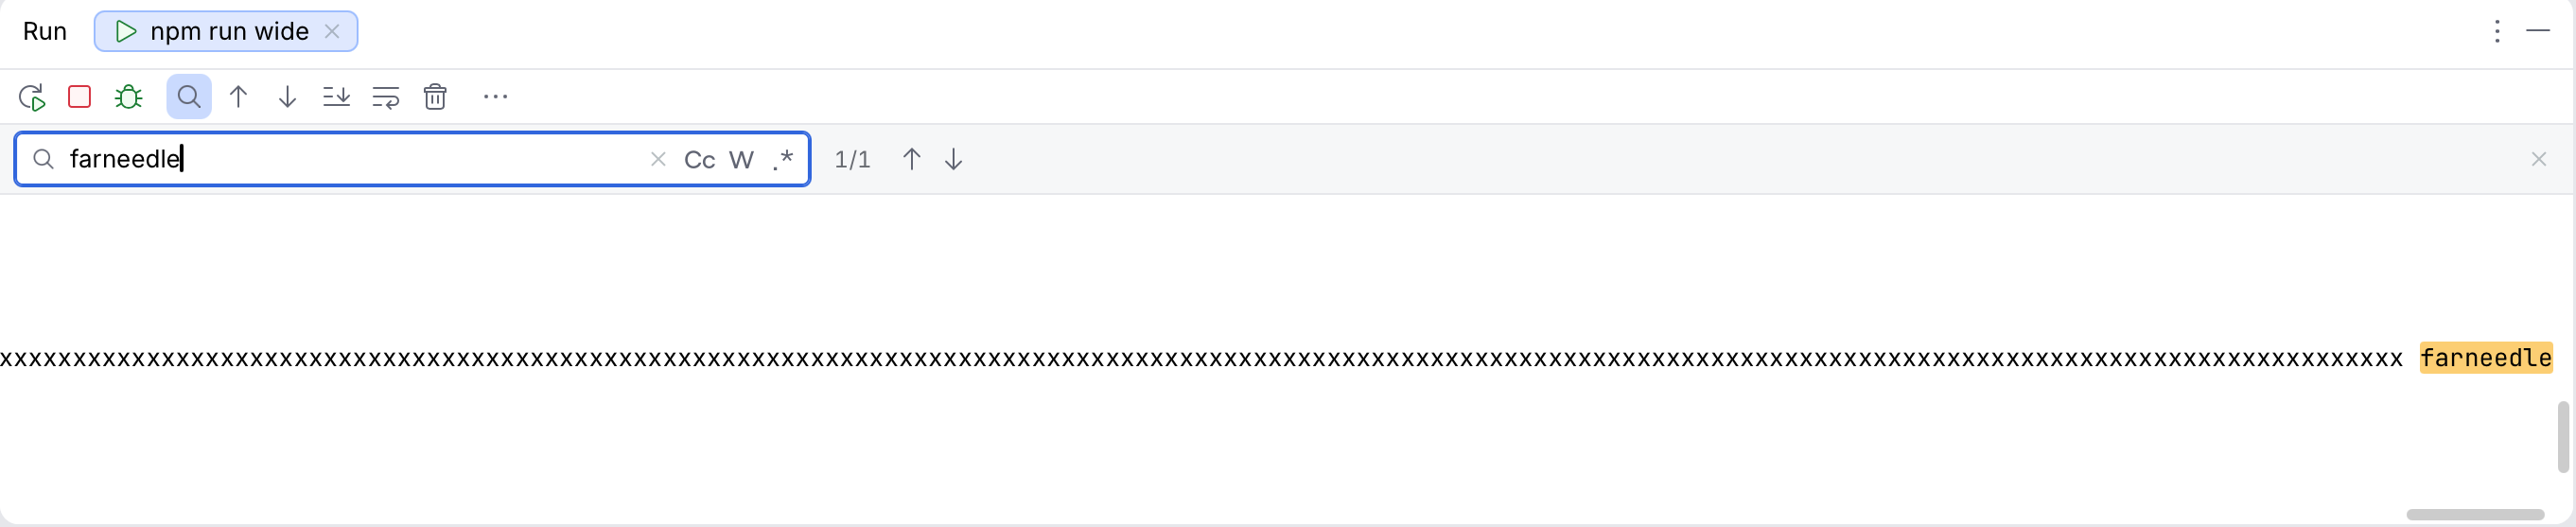 Run npm run wide
farneedle Cc W .* 1/1
xxxxxxxxxxxxxxxxxxxxxxxxxxxxxxxxxxxxxxxxxxxxxxxxxxxxxxxxxxxxxxxxxxxxxxxxxxxxxxxxxxxxxxxxxxxxxxxxxxxxxxxxxxxxxxxxxxxxxxxxxxxxxxxxxxxxxxxxxxxxxxxxxxxxxxxxxxxxxxx farneedle